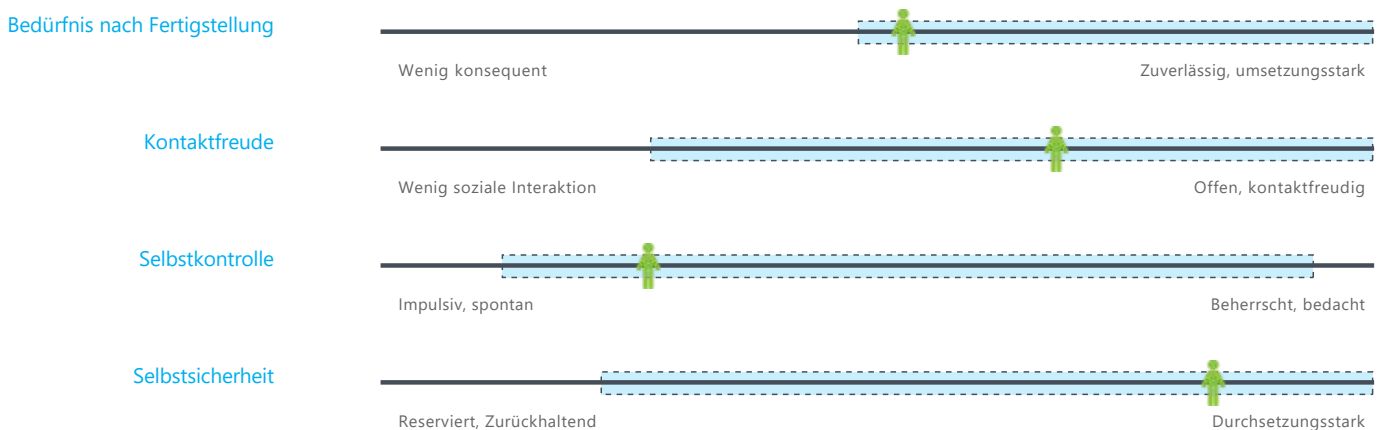 Bedürfnis nach Fertigstellung
Wenig konsequent
Zuverlässig, umsetzungsstark
Kontaktfreude
Wenig soziale Interaktion
Offen, kontaktfreudig
Selbstkontrolle
Impulsiv, spontan
Beherrscht, bedacht
Selbstsicherheit
Reserviert, Zurückhaltend
Durchsetzungsstark